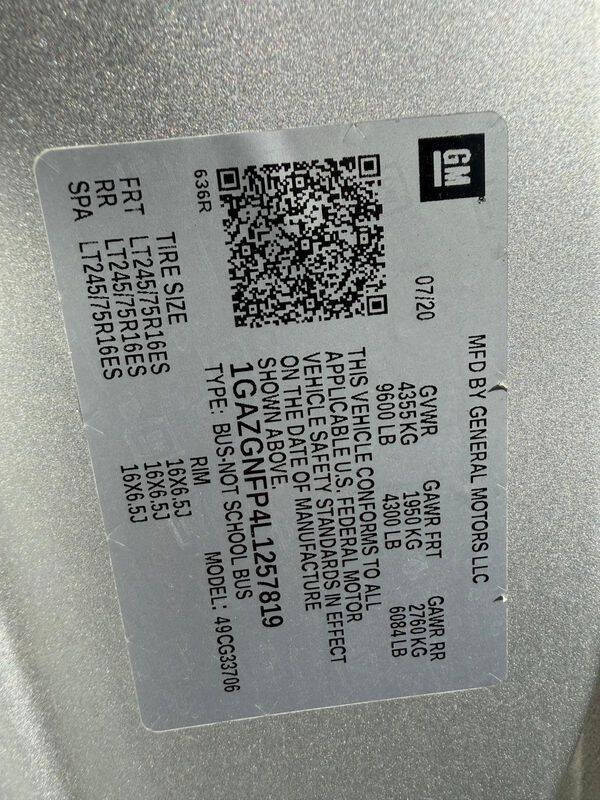 GM
MFD BY GENERAL MOTORS LLC
07/20 GVWR GAWR FRT GAWR RR
4355 KG 1950 KG 2760 KG
9600 LB 4300 LB 6084 LB
THIS VEHICLE CONFORMS TO ALL
APPLICABLE U.S. FEDERAL MOTOR
VEHICLE SAFETY STANDARDS IN EFFECT
ON THE DATE OF MANUFACTURE
SHOWN ABOVE.
1GAZGNFP4L1257819
TYPE: BUS-NOT SCHOOL BUS
636R MODEL: 49CG33706
TIRE SIZE RIM
FRT LT245/75R16ES 16X6.5J
RR LT245/75R16ES 16X6.5J
SPA LT245/75R16ES 16X6.5J